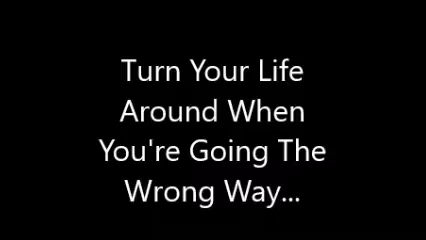 Turn Your Life
Around When
You're Going The
Wrong Way...